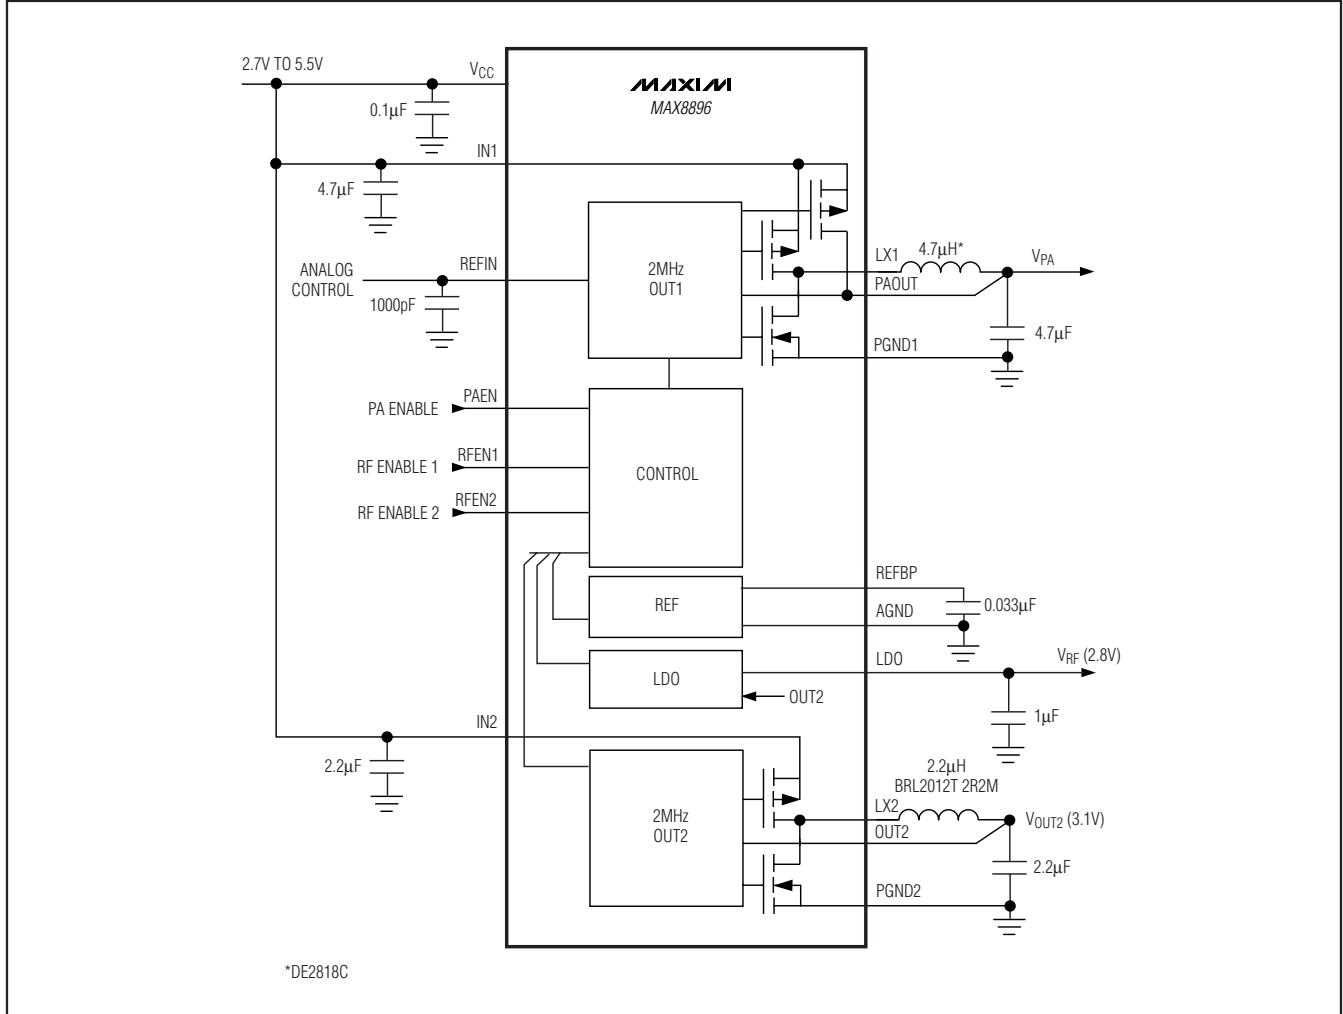 2.7V TO 5.5V
VCC
MAXIM
MAX8896
0.1μF
IN1
4.7μF
ANALOG
CONTROL
REFIN
1000pF
2MHz
OUT1
LX1
4.7μH*
VPA
PAOUT
4.7μF
PGND1
PA ENABLE
PAEN
RF ENABLE 1
RFEN1
RF ENABLE 2
RFEN2
CONTROL
REF
REFBP
0.033μF
AGND
LDO
LDO
VRF (2.8V)
OUT2
1μF
IN2
2.2μF
2MHz
OUT2
2.2μH
BRL2012T 2R2M
LX2
OUT2
VOUT2 (3.1V)
2.2μF
PGND2
*DE2818C